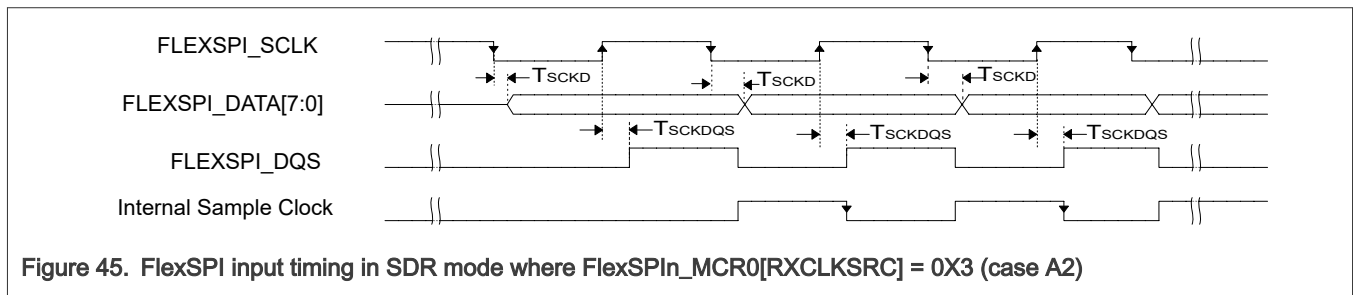 FLEXSPI_SCLK
TSCKD TSCKD TSCKD
FLEXSPI_DATA[7:0]
TSCKDQS TSCKDQS TSCKDQS
FLEXSPI_DQS
Internal Sample Clock
Figure 45. FlexSPI input timing in SDR mode where FlexSPIn_MCR0[RXCLKSRC] = 0X3 (case A2)